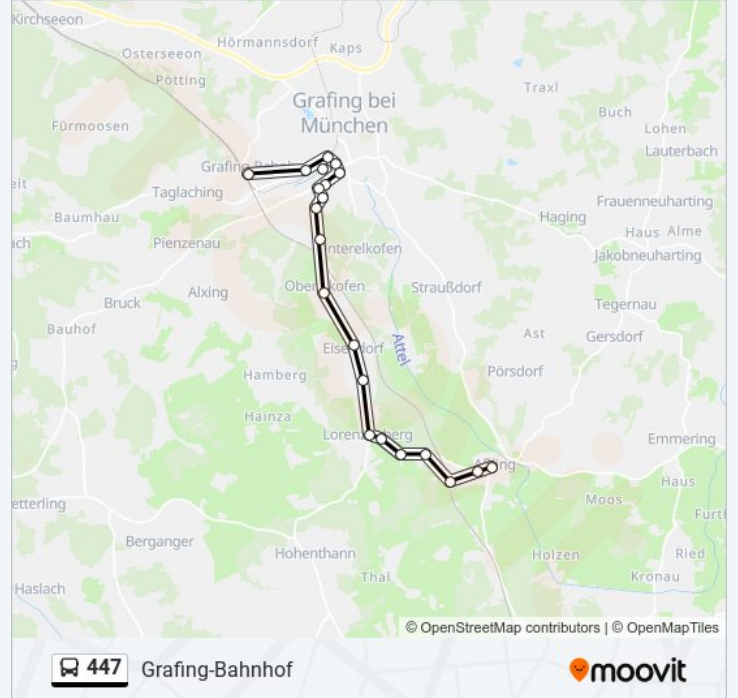 Kirchseeon
Osterseeon
Hörmannsdorf
Kaps
Pötting
Traxl
Grafing bei
München
Buch
Fürmoosen
Lohen
Lauterbach
Taglaching
Frauenneuharting
Baumhau
Haging
Haus
Alme
Pienzenau
Jakobneuharting
Alxing
Straußdorf
Bruck
Tegernau
Bauhof
Ast
Gersdorf
Attel
Pörsdorf
Hamberg
Hainza
Emmering
Haus
Moos
Berganger
Hohenthann
Holzen
Ried
Thal
Kronau
Haslach
© OpenStreetMap contributors | © OpenMapTiles
447 Grafing-Bahnhof
moovit